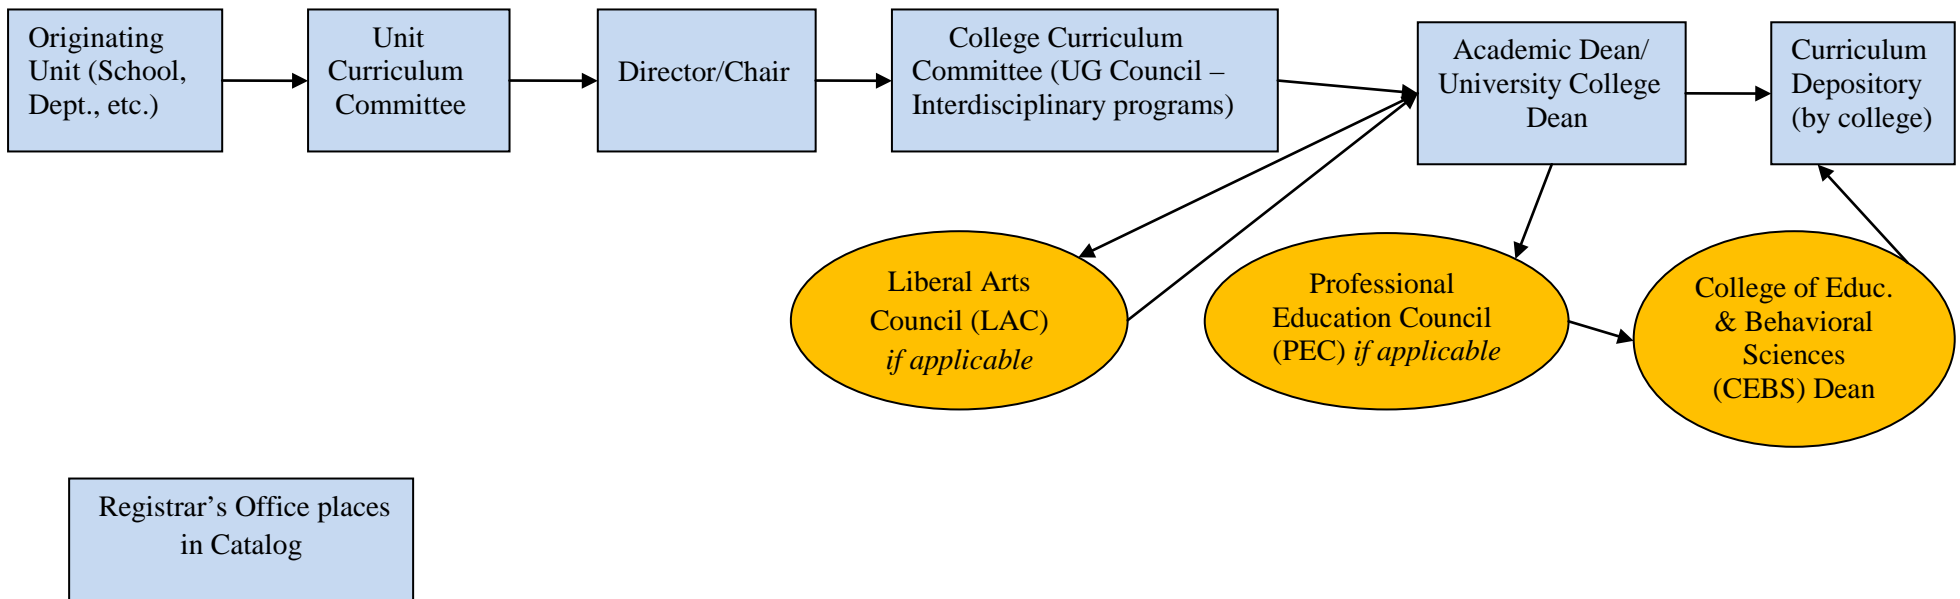 Originating
Unit (School,
Dept., etc.)
Unit
Curriculum
Committee
Director/Chair
College Curriculum
Committee (UG Council –
Interdisciplinary programs)
Academic Dean/
University College
Dean
Curriculum
Depository
(by college)
Liberal Arts
Council (LAC)
if applicable
Professional
Education Council
(PEC) if applicable
College of Educ.
& Behavioral
Sciences
(CEBS) Dean
Registrar’s Office places
in Catalog